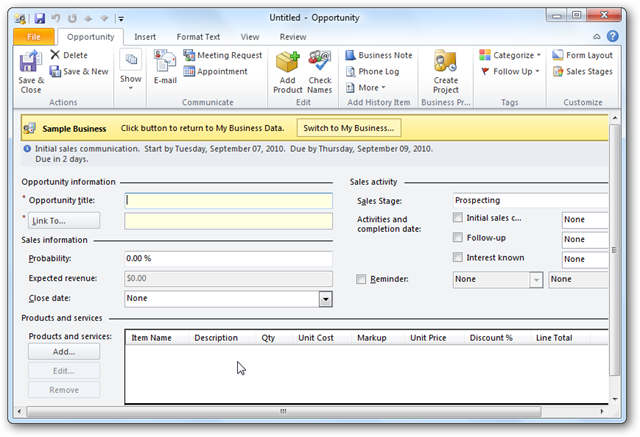 Untitled - Opportunity
File Opportunity Insert Format Text View Review
Save & Close
Delete
Save & New
Actions
Show
E-mail
Meeting Request
Appointment
Communicate
Add Product
Check Names
Edit
Business Note
Phone Log
More
Add History Item
Create Project
Business Pr...
Categorize
Follow Up
Tags
Form Layout
Sales Stages
Customize
Sample Business Click button to return to My Business Data. Switch to My Business...
Initial sales communication. Start by Tuesday, September 07, 2010. Due by Thursday, September 09, 2010.
Due in 2 days.
Opportunity information
* Opportunity title:
* Link To...
Sales information
Probability: 0.00 %
Expected revenue: $0.00
Close date: None
Sales activity
Sales Stage: Prospecting
Activities and completion date:
Initial sales c... None
Follow-up None
Interest known None
Reminder: None None
Products and services
Products and services:
Add...
Edit...
Remove
Item Name Description Qty Unit Cost Markup Unit Price Discount % Line Total